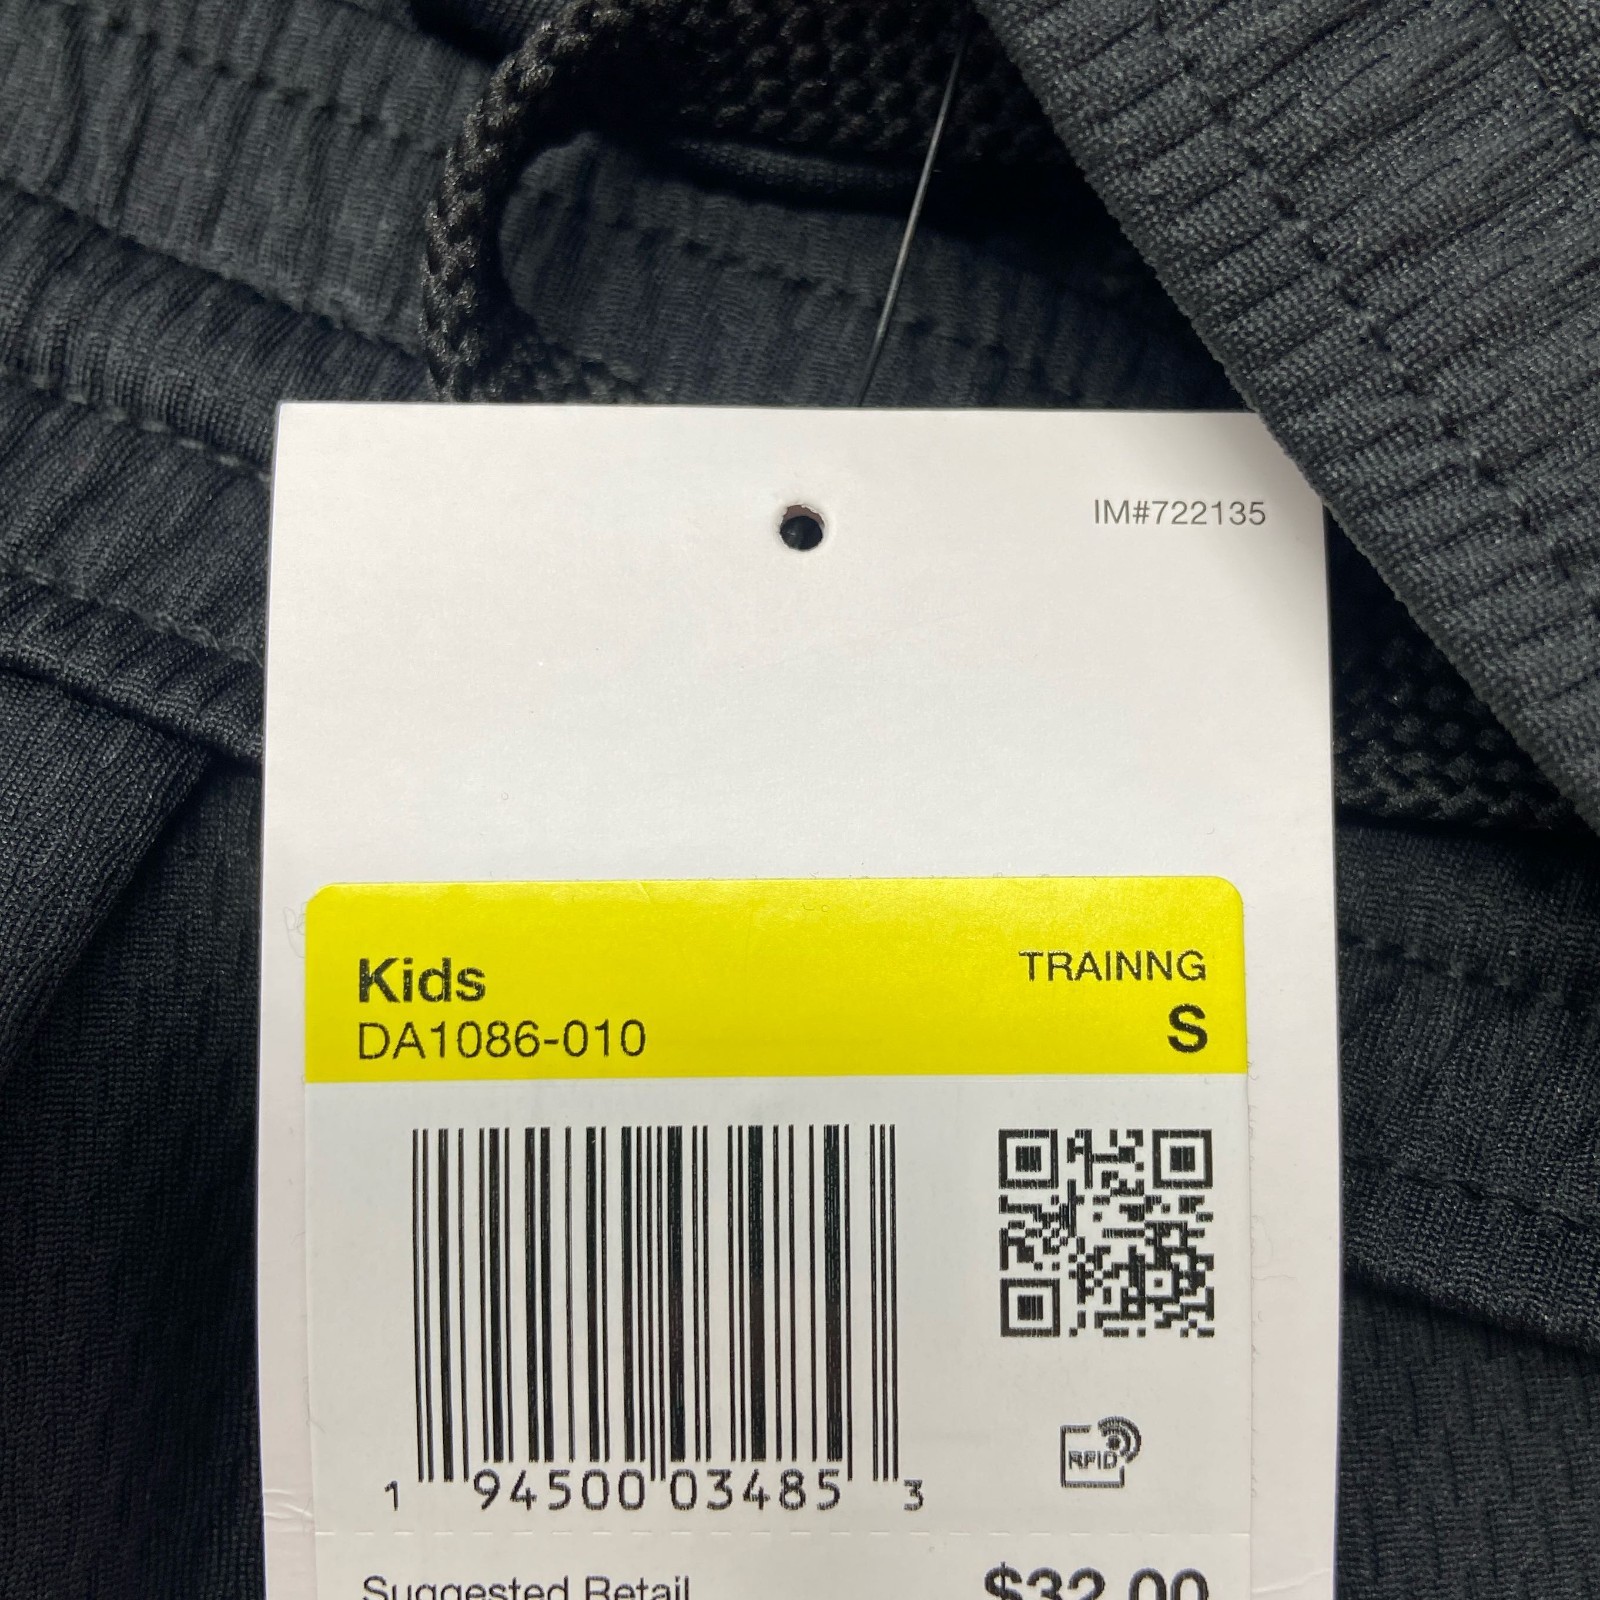 IM#722135
Kids
TRAINNG
DA1086-010
S
RFID
1 94500 03485 3
Suggested Retail
$32.00